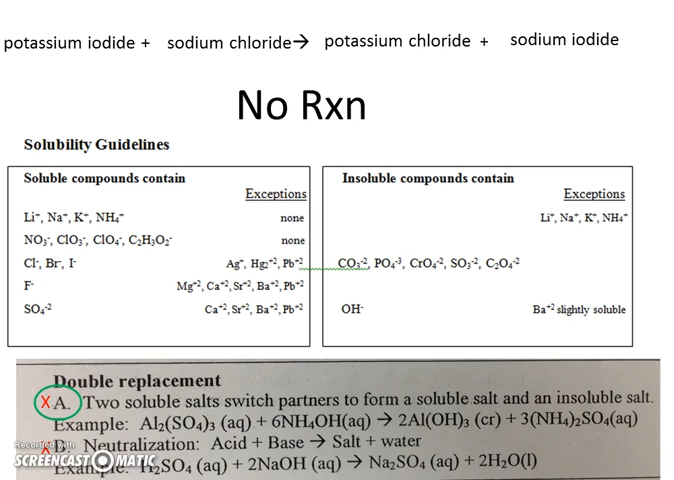 potassium iodide + sodium chloride→ potassium chloride + sodium iodide
No Rxn
Solubility Guidelines
Soluble compounds contain
Exceptions
Li⁺, Na⁺, K⁺, NH₄⁺ none
NO₃⁻, ClO₃⁻, ClO₄⁻, C₂H₃O₂⁻ none
Cl⁻, Br⁻, I⁻ Ag⁺, Hg₂⁺², Pb⁺²
F⁻ Mg⁺², Ca⁺², Sr⁺², Ba⁺², Pb⁺²
SO₄⁻² Ca⁺², Sr⁺², Ba⁺², Pb⁺²
Insoluble compounds contain
Exceptions
Li⁺, Na⁺, K⁺, NH₄⁺
CO₃⁻², PO₄⁻³, CrO₄⁻², SO₃⁻², C₂O₄⁻²
OH⁻ Ba⁺² slightly soluble
Double replacement
X A. Two soluble salts switch partners to form a soluble salt and an insoluble salt.
Example: Al₂(SO₄)₃ (aq) + 6NH₄OH(aq) → 2Al(OH)₃ (cr) + 3(NH₄)₂SO₄(aq)
X B. Neutralization: Acid + Base → Salt + water
Example: H₂SO₄ (aq) + 2NaOH (aq) → Na₂SO₄ (aq) + 2H₂O(l)
Recorded with
SCREENCAST MATIC